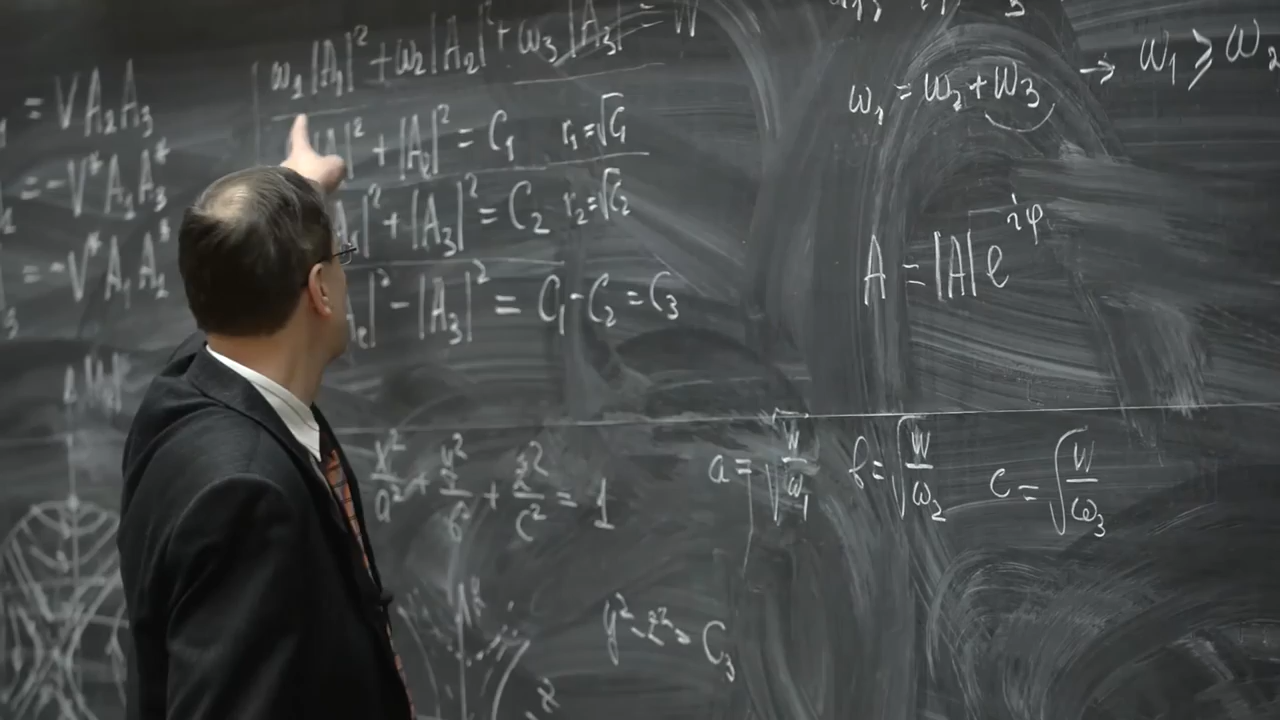 = V A₂ A₃
= -V* A₁ A₃*
= -V* A₁ A₂*
ω₁|A₁|² + ω₂|A₂|² + ω₃|A₃|² = W
|² + |A₂|² = C₁ r₁ = √C₁
|A₁|² + |A₃|² = C₂ r₂ = √C₂
|A₂|² - |A₃|² = C₁ - C₂ = C₃
ω₁ = ω₂ + ω₃ → ω₁ ⩾ ω₂
A = |A| e^{iφ}
x²/a² + y²/b² + z²/c² = 1
a = √(W/ω₁) b = √(W/ω₂) c = √(W/ω₃)
y² - z² = C₃